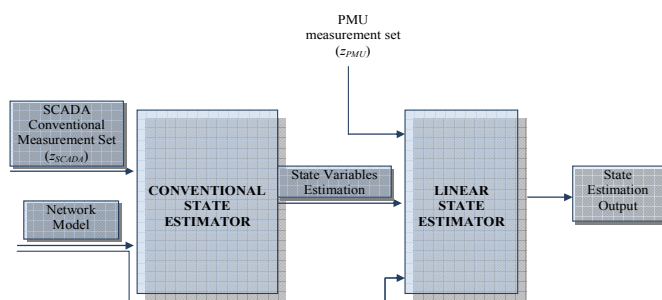 PMU
measurement set
(zPMU)
SCADA
Conventional
Measurement Set
(zSCADA)
Network
Model
CONVENTIONAL
STATE
ESTIMATOR
State Variables
Estimation
LINEAR
STATE
ESTIMATOR
State
Estimation
Output